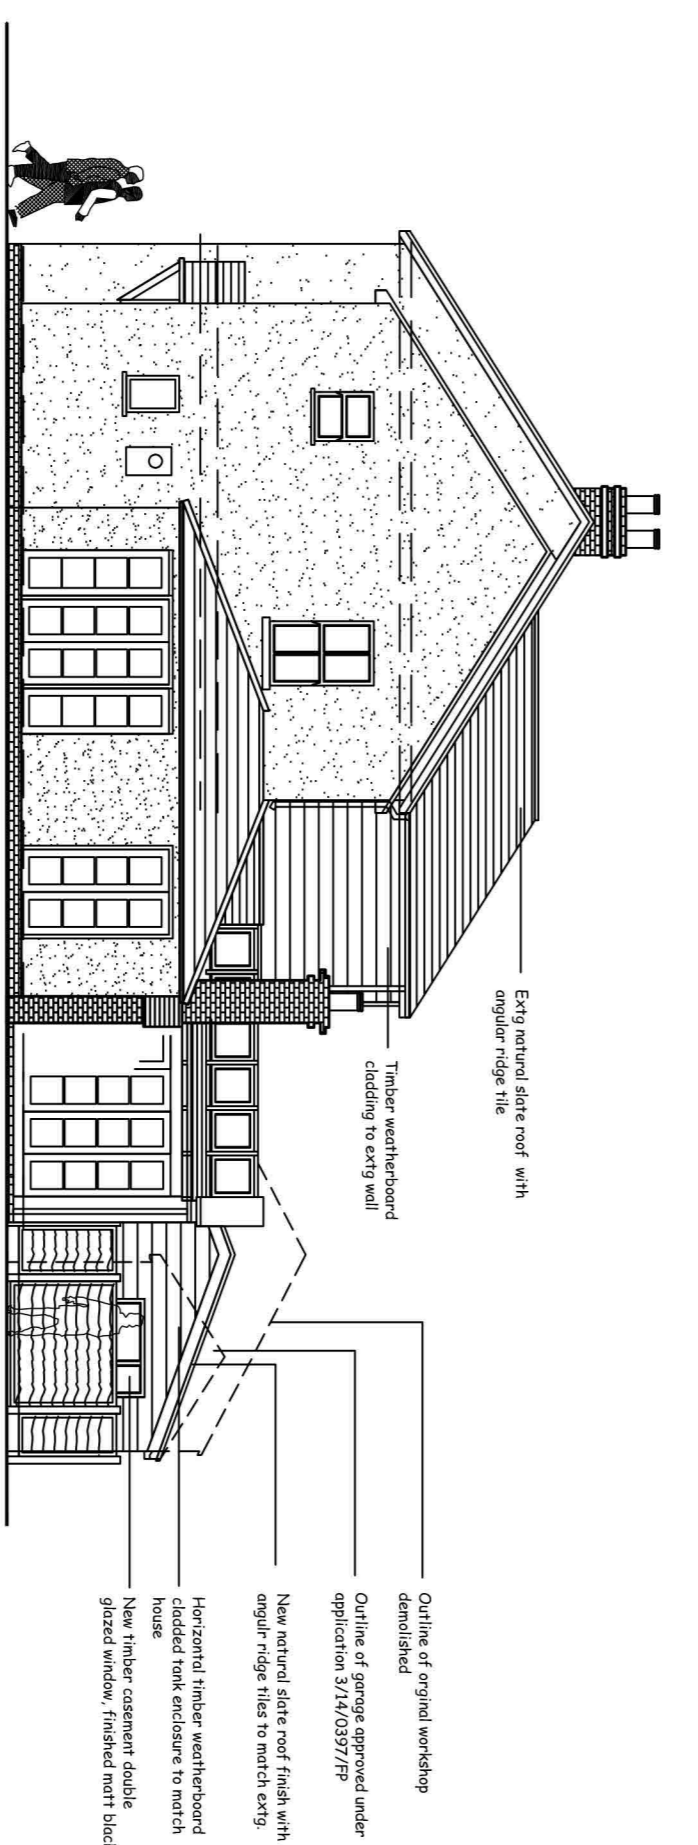 Extg natural slate roof with
angular ridge tile
Timber weatherboard
cladding to extg wall
Outline of orginal workshop
demolished
Outline of garage approved under
application 3/14/0397/FP
New natural slate roof finish with
angulr ridge tiles to match extg.
Horizontal timber weatherboard
cladded tank enclosure to match
house
New timber casement double
glazed window, finished matt blac